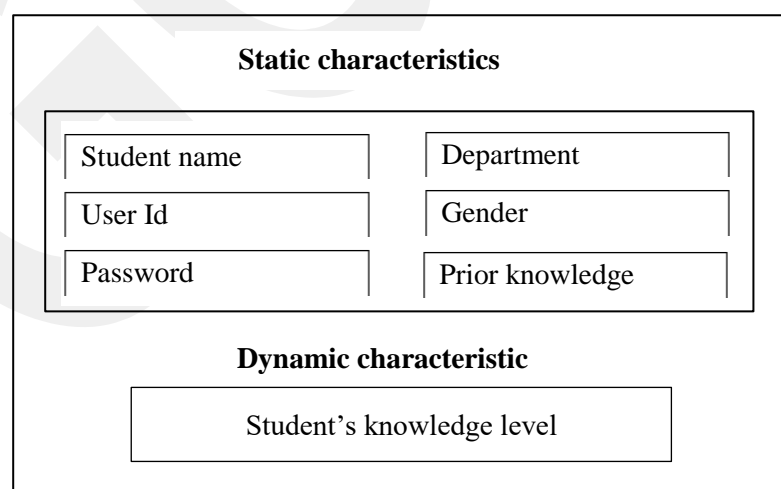 Static characteristics
Student name
Department
User Id
Gender
Password
Prior knowledge
Dynamic characteristic
Student’s knowledge level